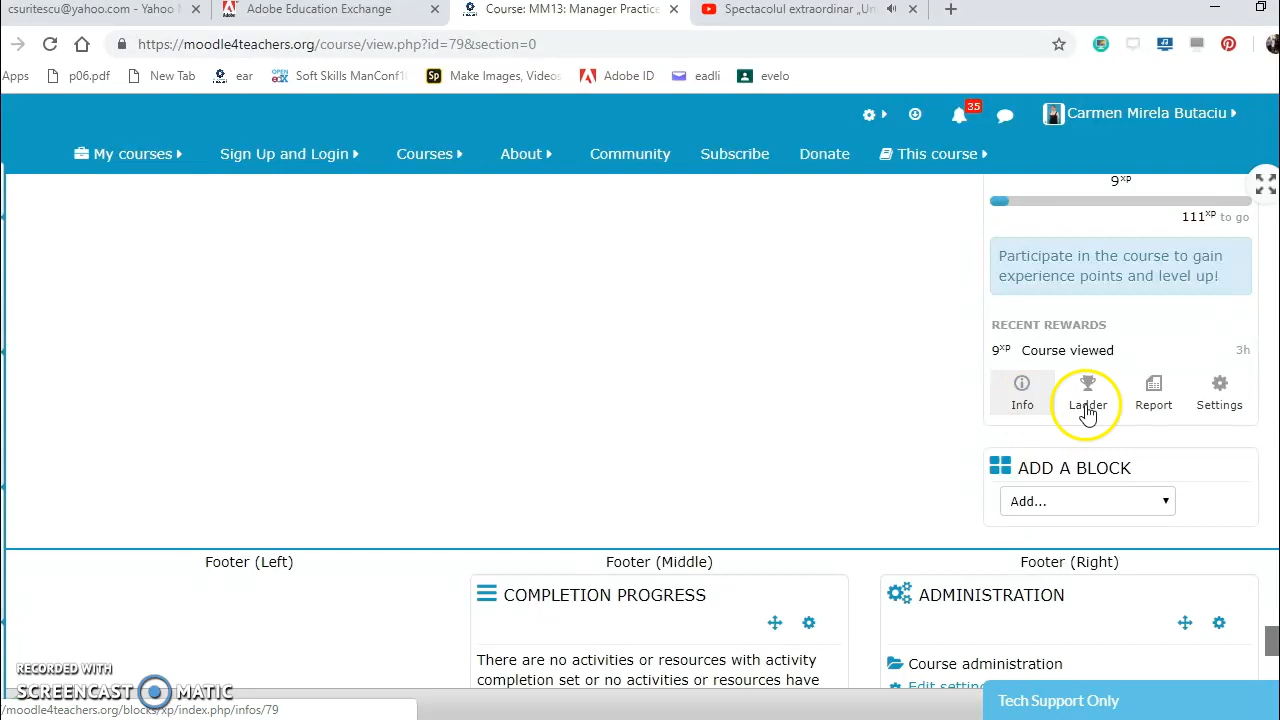 csuritescu@yahoo.com - Yahoo
Adobe Education Exchange
Course: MM13: Manager Practice
Spectacolul extraordinar „Un
https://moodle4teachers.org/course/view.php?id=79&section=0
Apps
p06.pdf
New Tab
ear
OPEN edX
Soft Skills ManConf1
Sp
Make Images, Videos
Adobe ID
eadli
evelo
35
Carmen Mirela Butaciu
My courses
Sign Up and Login
Courses
About
Community
Subscribe
Donate
This course
9xp
111xp to go
Participate in the course to gain
experience points and level up!
RECENT REWARDS
9xp Course viewed 3h
Info
Ladder
Report
Settings
ADD A BLOCK
Add...
Footer (Left)
Footer (Middle)
Footer (Right)
COMPLETION PROGRESS
ADMINISTRATION
There are no activities or resources with activity
completion set or no activities or resources have
Course administration
Edit settin
Tech Support Only
RECORDED WITH
SCREENCAST MATIC
/moodle4teachers.org/blocks/xp/index.php/infos/79